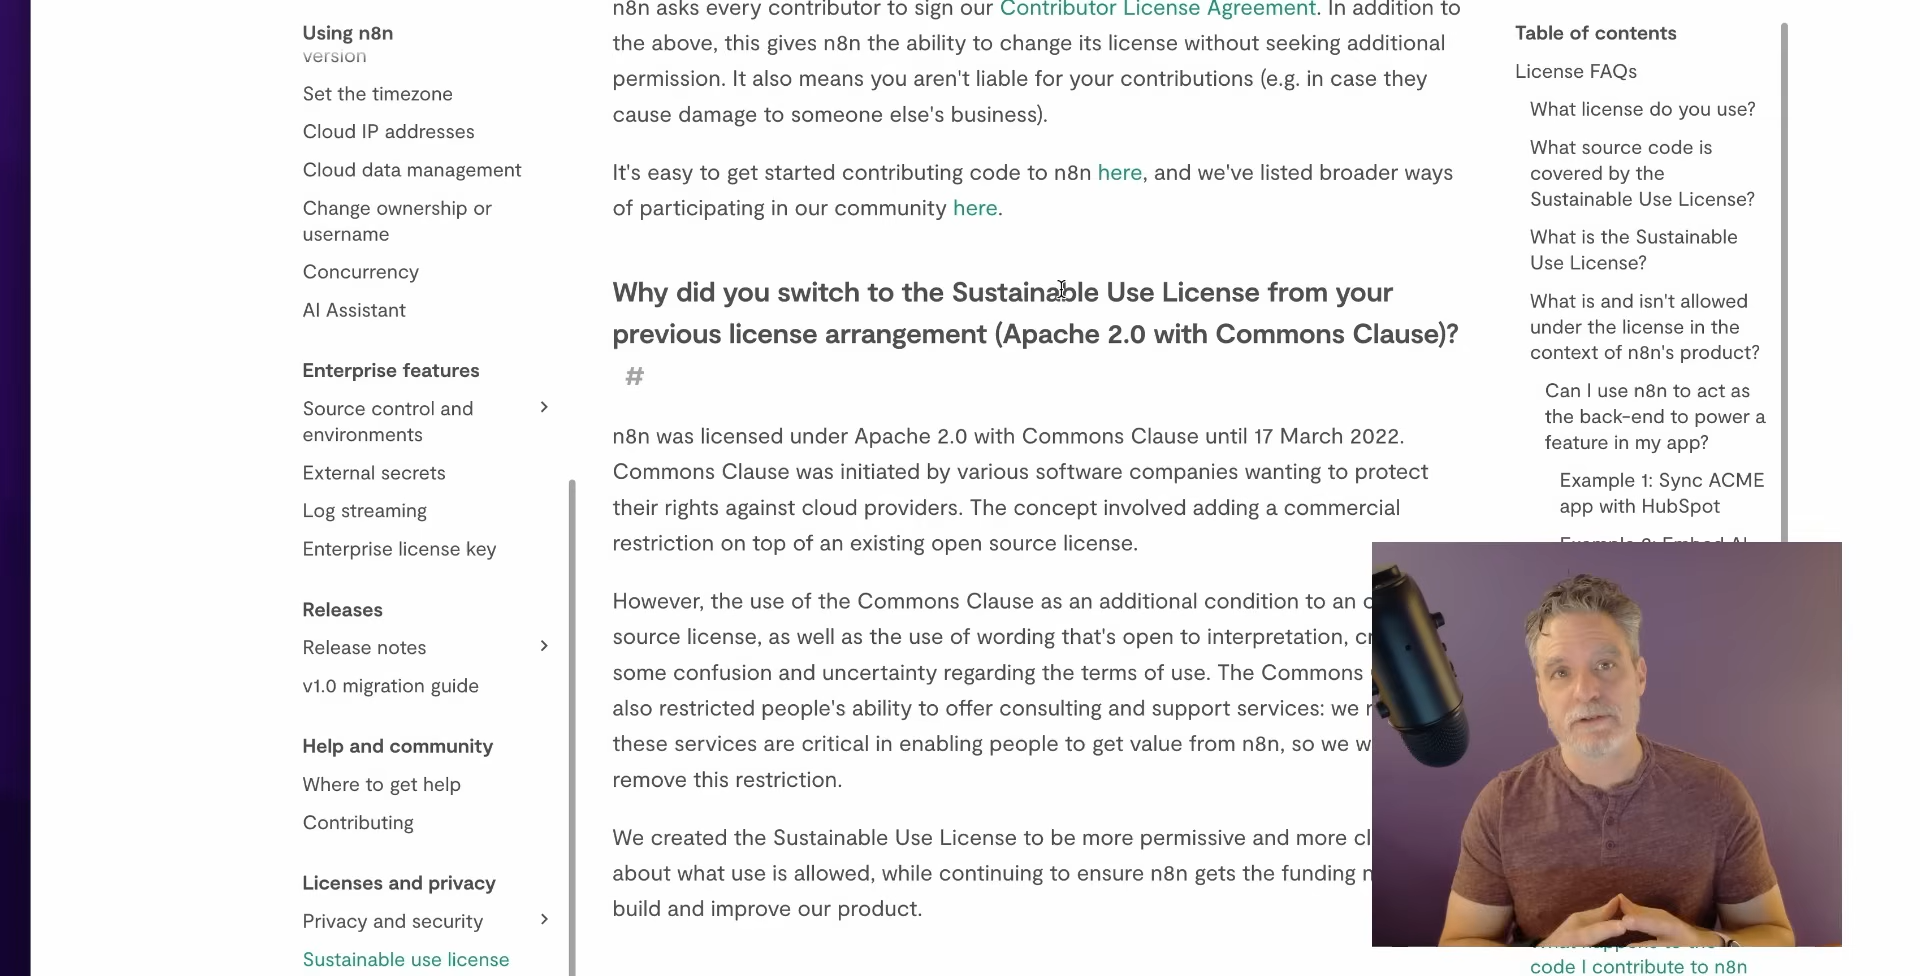 Using n8n
version
Set the timezone
Cloud IP addresses
Cloud data management
Change ownership or
username
Concurrency
AI Assistant
Enterprise features
Source control and
environments
External secrets
Log streaming
Enterprise license key
Releases
Release notes
v1.0 migration guide
Help and community
Where to get help
Contributing
Licenses and privacy
Privacy and security
Sustainable use license
n8n asks every contributor to sign our Contributor License Agreement. In addition to
the above, this gives n8n the ability to change its license without seeking additional
permission. It also means you aren't liable for your contributions (e.g. in case they
cause damage to someone else's business).
It's easy to get started contributing code to n8n here, and we've listed broader ways
of participating in our community here.
Why did you switch to the Sustainable Use License from your
previous license arrangement (Apache 2.0 with Commons Clause)?
#
n8n was licensed under Apache 2.0 with Commons Clause until 17 March 2022.
Commons Clause was initiated by various software companies wanting to protect
their rights against cloud providers. The concept involved adding a commercial
restriction on top of an existing open source license.
However, the use of the Commons Clause as an additional condition to an
source license, as well as the use of wording that's open to interpretation,
some confusion and uncertainty regarding the terms of use. The Commons
also restricted people's ability to offer consulting and support services: we
these services are critical in enabling people to get value from n8n, so we
remove this restriction.
We created the Sustainable Use License to be more permissive and more
about what use is allowed, while continuing to ensure n8n gets the funding
build and improve our product.
Table of contents
License FAQs
What license do you use?
What source code is
covered by the
Sustainable Use License?
What is the Sustainable
Use License?
What is and isn't allowed
under the license in the
context of n8n's product?
Can I use n8n to act as
the back-end to power a
feature in my app?
Example 1: Sync ACME
app with HubSpot
code I contribute to n8n